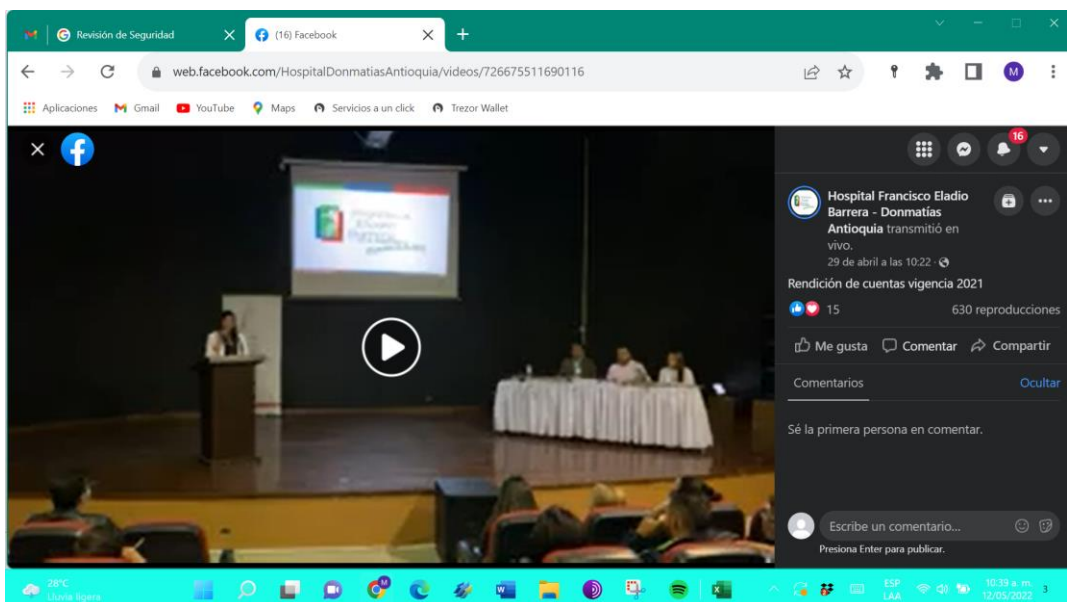 Revisión de Seguridad
(16) Facebook
web.facebook.com/HospitalDonmatiasAntioquia/videos/726675511690116
M
Aplicaciones
Gmail
YouTube
Maps
Servicios a un click
Trezor Wallet
16
Hospital Francisco Eladio
Barrera - Donmatías
Antioquia transmitió en
vivo.
29 de abril a las 10:22
Rendición de cuentas vigencia 2021
15
630 reproducciones
Me gusta
Comentar
Compartir
Comentarios
Ocultar
Sé la primera persona en comentar.
Escribe un comentario...
Presiona Enter para publicar.
28°C
Lluvia ligera
ESP
LAA
10:39 a. m.
12/05/2022
3